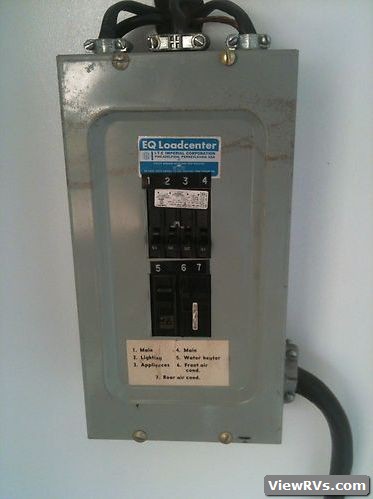 EQ Loadcenter
I.T.E. IMPERIAL CORPORATION
PHILADELPHIA, PENNSYLVANIA USA
1 2 3 4
5 6 7
1. Main 4. Main
2. Lighting 5. Water heater
3. Appliances 6. Front air cond.
7. Rear air cond.
ViewRVs.com